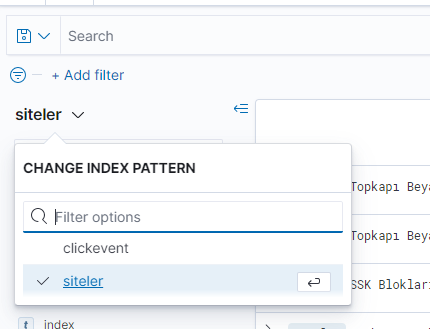 Search
+ Add filter
siteler
CHANGE INDEX PATTERN
Filter options
clickevent
siteler
Topkapı Beya
Topkapı Beya
SSK Blokları
t index